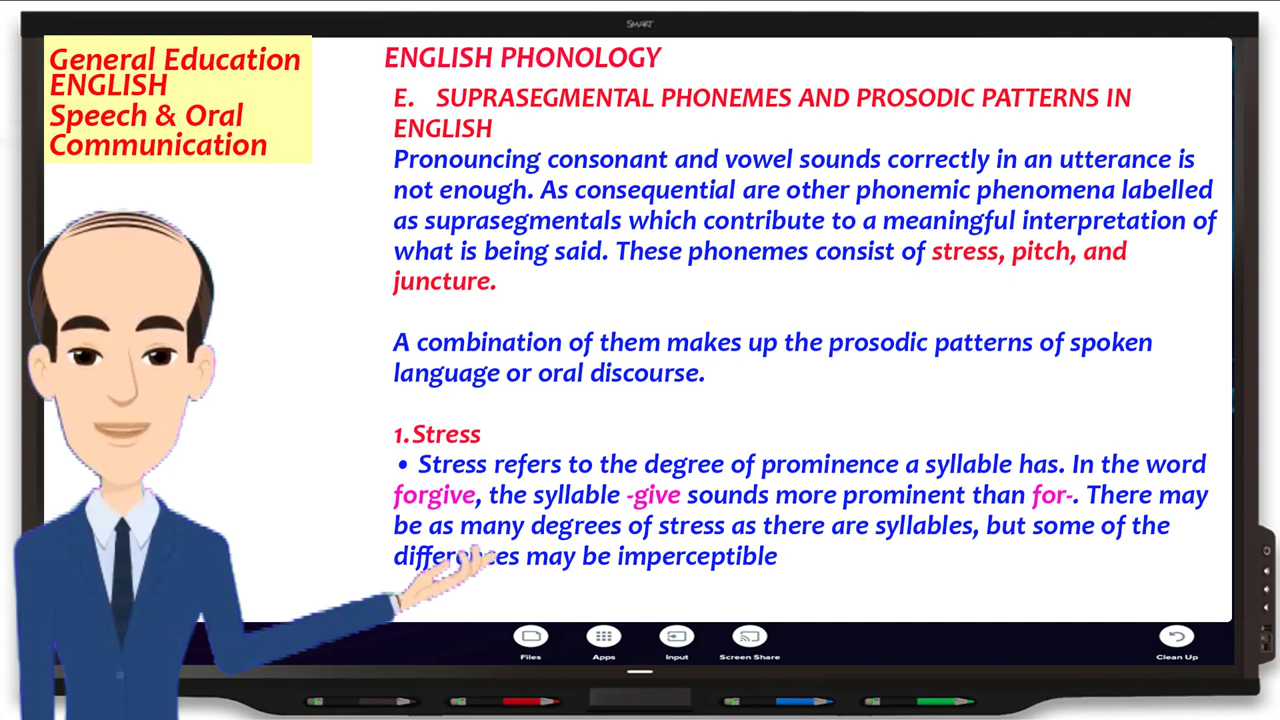 SMART
General Education
ENGLISH
Speech & Oral
Communication
ENGLISH PHONOLOGY
E. SUPRASEGMENTAL PHONEMES AND PROSODIC PATTERNS IN
ENGLISH
Pronouncing consonant and vowel sounds correctly in an utterance is
not enough. As consequential are other phonemic phenomena labelled
as suprasegmentals which contribute to a meaningful interpretation of
what is being said. These phonemes consist of stress, pitch, and
juncture.
A combination of them makes up the prosodic patterns of spoken
language or oral discourse.
1.Stress
• Stress refers to the degree of prominence a syllable has. In the word
forgive, the syllable -give sounds more prominent than for-. There may
be as many degrees of stress as there are syllables, but some of the
differences may be imperceptible
Files Apps Input Screen Share Clean Up